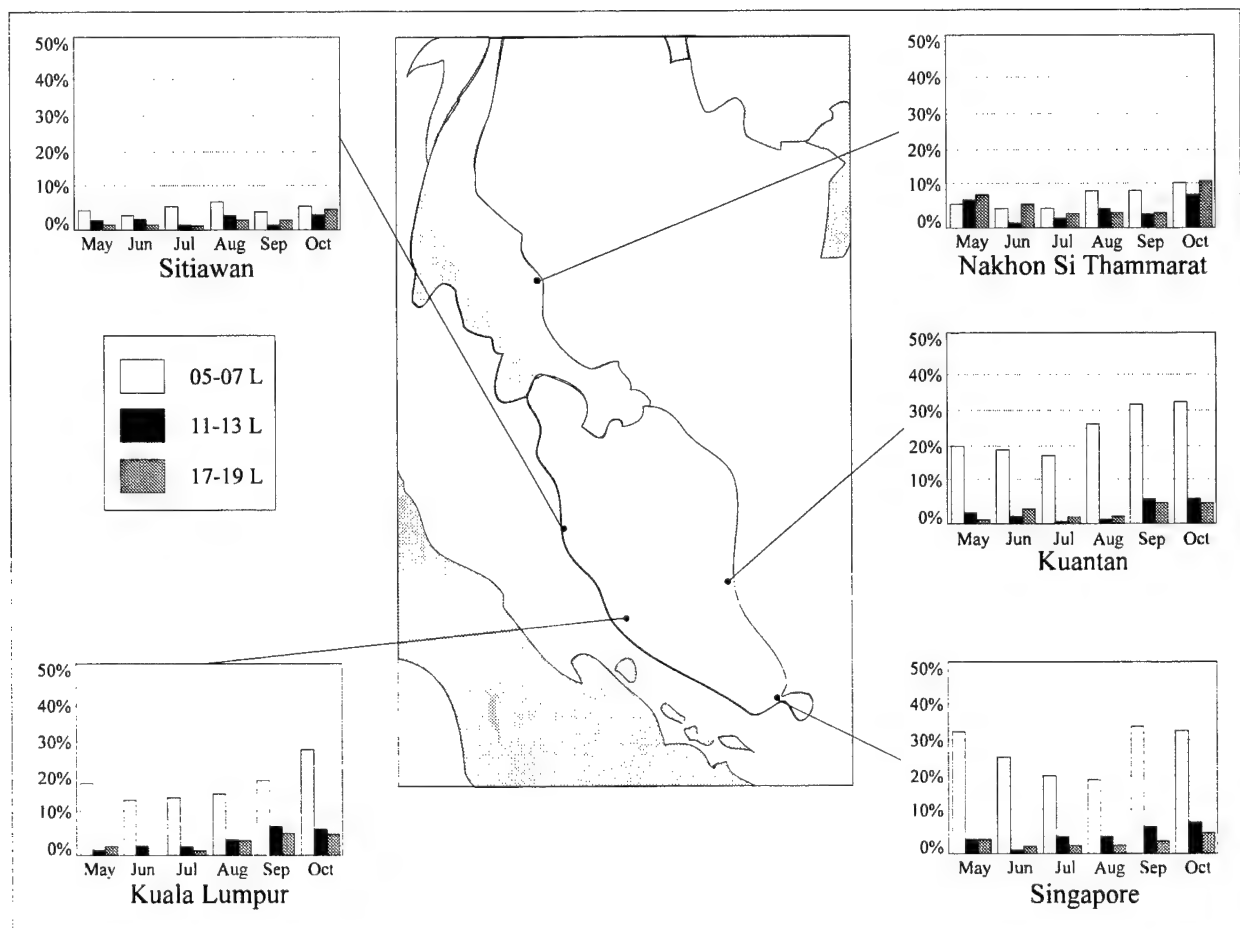 50%
40%
30%
20%
10%
0%
May Jun Jul Aug Sep Oct
Sitiawan
50%
40%
30%
20%
10%
0%
May Jun Jul Aug Sep Oct
Nakhon Si Thammarat
05-07 L
11-13 L
17-19 L
50%
40%
30%
20%
10%
0%
May Jun Jul Aug Sep Oct
Kuantan
50%
40%
30%
20%
10%
0%
May Jun Jul Aug Sep Oct
Kuala Lumpur
50%
40%
30%
20%
10%
0%
May Jun Jul Aug Sep Oct
Singapore